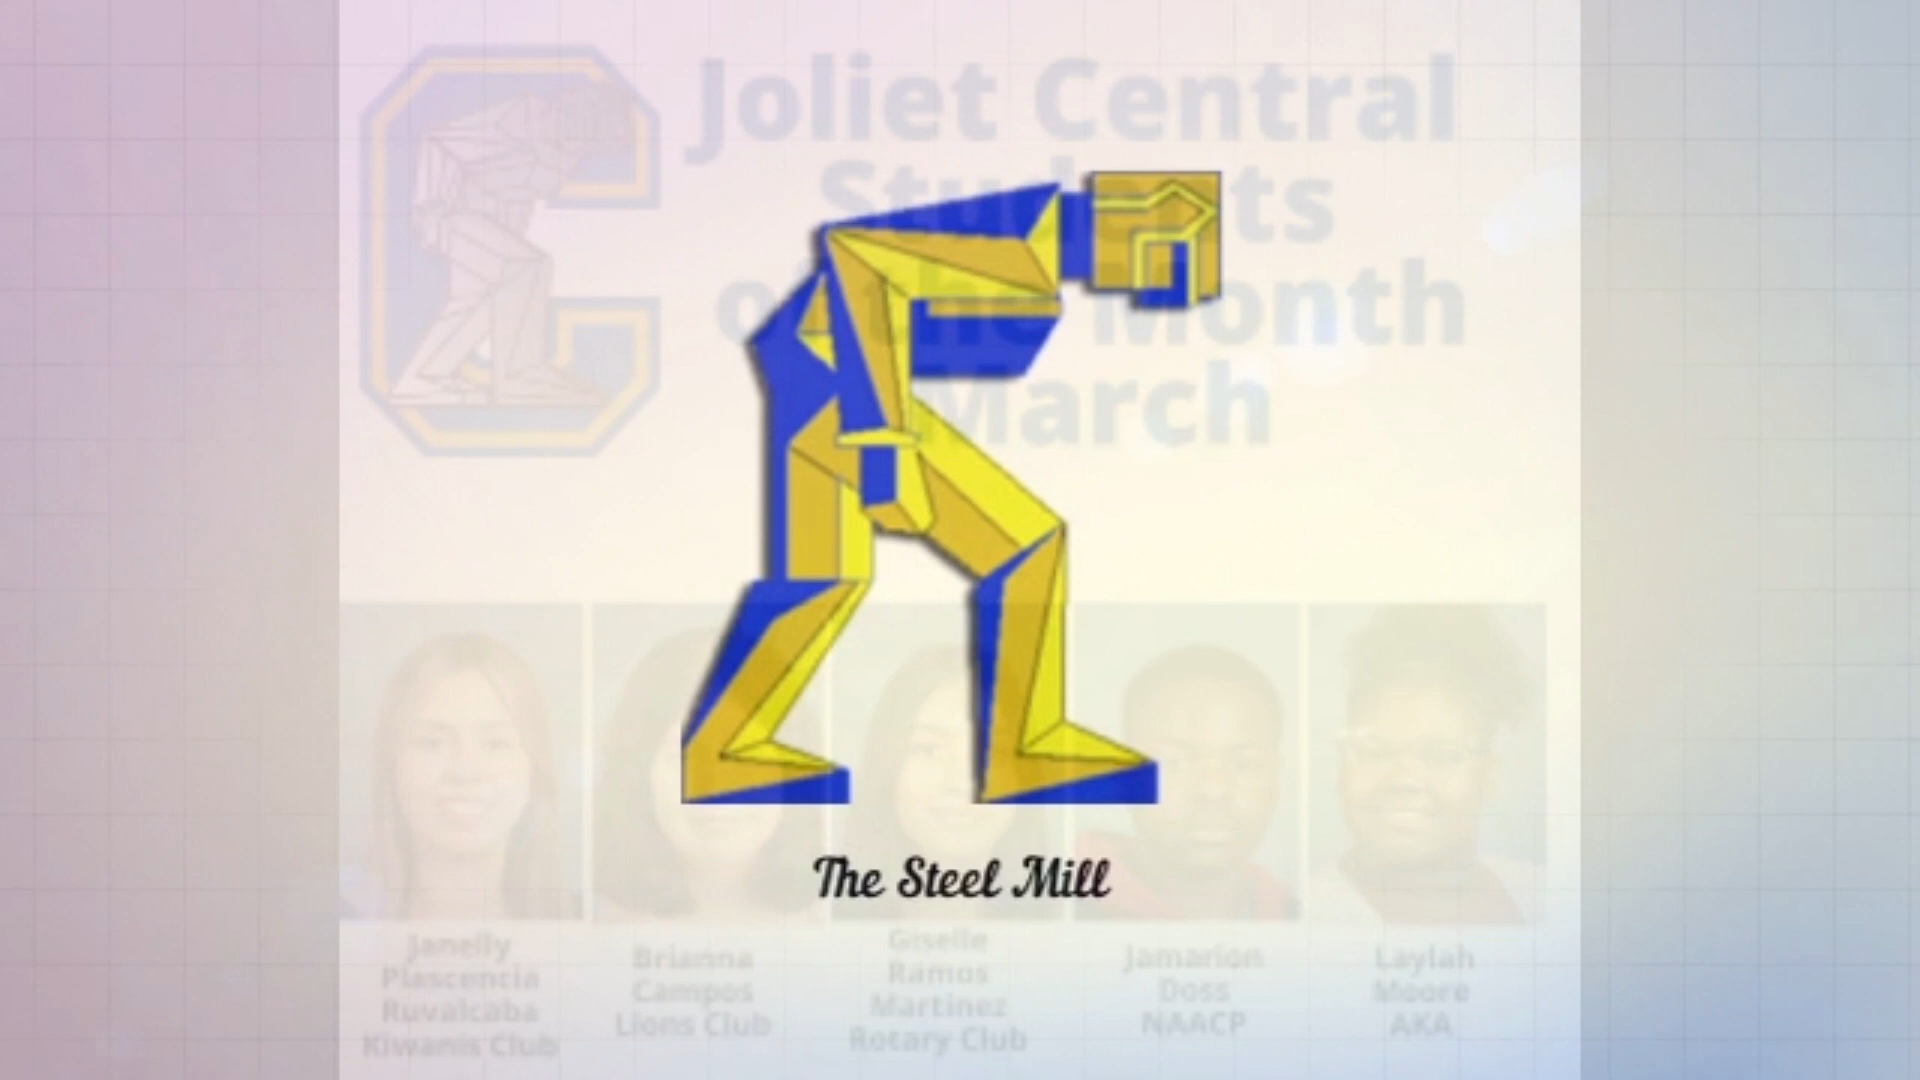 Joliet Central
Students
of the Month
March
The Steel Mill
Janelly
Plascencia
Ruvalcaba
Kiwanis Club
Brianna
Campos
Lions Club
Giselle
Ramos
Martinez
Rotary Club
Jamarion
Doss
NAACP
Laylah
Moore
AKA